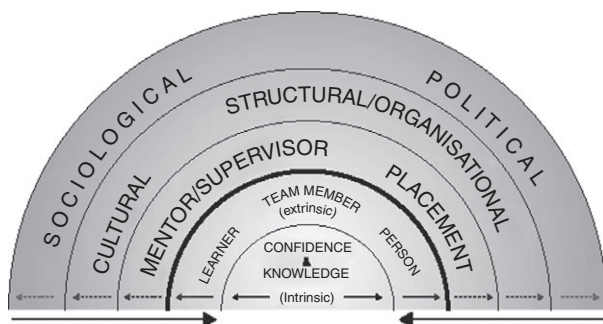 SOCIOLOGICAL
POLITICAL
CULTURAL
STRUCTURAL/ORGANISATIONAL
MENTOR/SUPERVISOR
PLACEMENT
LEARNER
TEAM MEMBER
(extrinsic)
PERSON
CONFIDENCE
&
KNOWLEDGE
(Intrinsic)